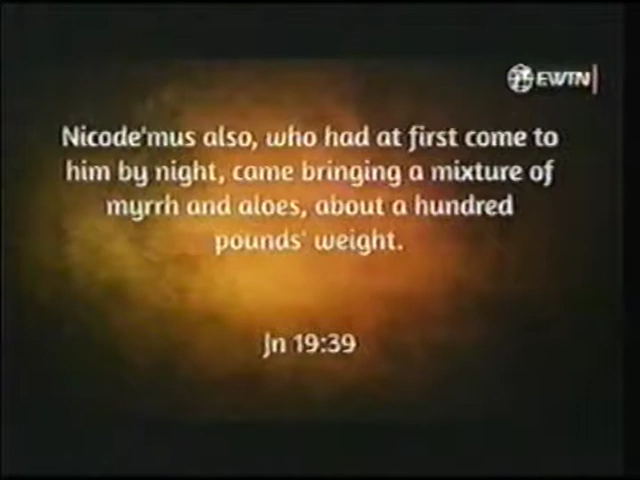 EWTN
Nicode'mus also, who had at first come to
him by night, came bringing a mixture of
myrrh and aloes, about a hundred
pounds' weight.
Jn 19:39